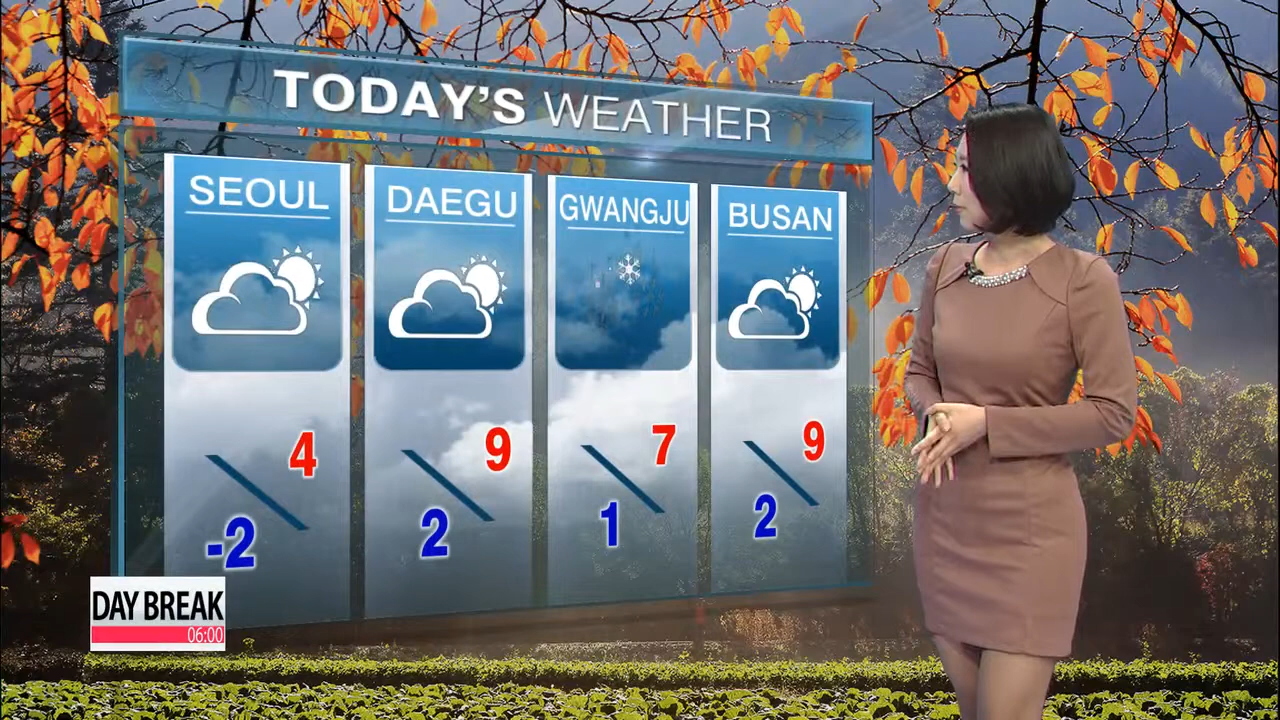 TODAY'S WEATHER
SEOUL
4
-2
DAEGU
9
2
GWANGJU
7
1
BUSAN
9
2
DAY BREAK
06:00